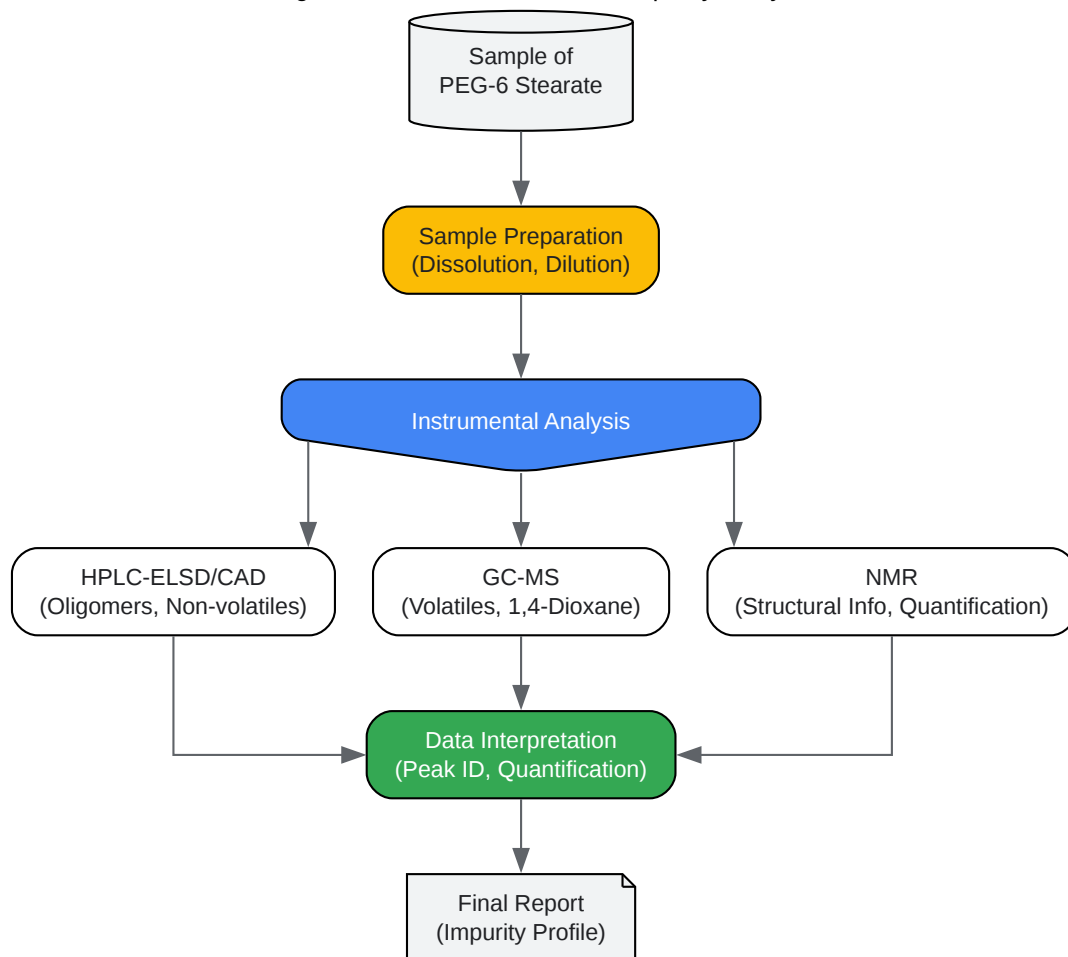 Sample of
PEG-6 Stearate
Sample Preparation
(Dissolution, Dilution)
Instrumental Analysis
HPLC-ELSD/CAD
(Oligomers, Non-volatiles)
GC-MS
(Volatiles, 1,4-Dioxane)
NMR
(Structural Info, Quantification)
Data Interpretation
(Peak ID, Quantification)
Final Report
(Impurity Profile)